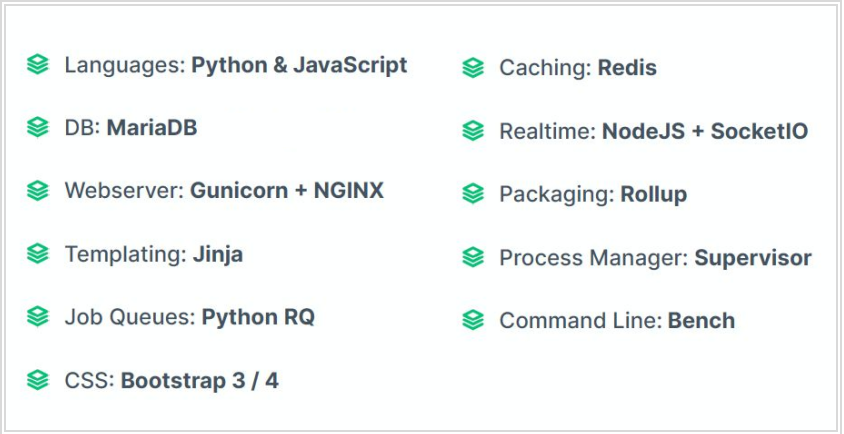 Languages: Python & JavaScript
DB: MariaDB
Webserver: Gunicorn + NGINX
Templating: Jinja
Job Queues: Python RQ
CSS: Bootstrap 3 / 4
Caching: Redis
Realtime: NodeJS + SocketIO
Packaging: Rollup
Process Manager: Supervisor
Command Line: Bench